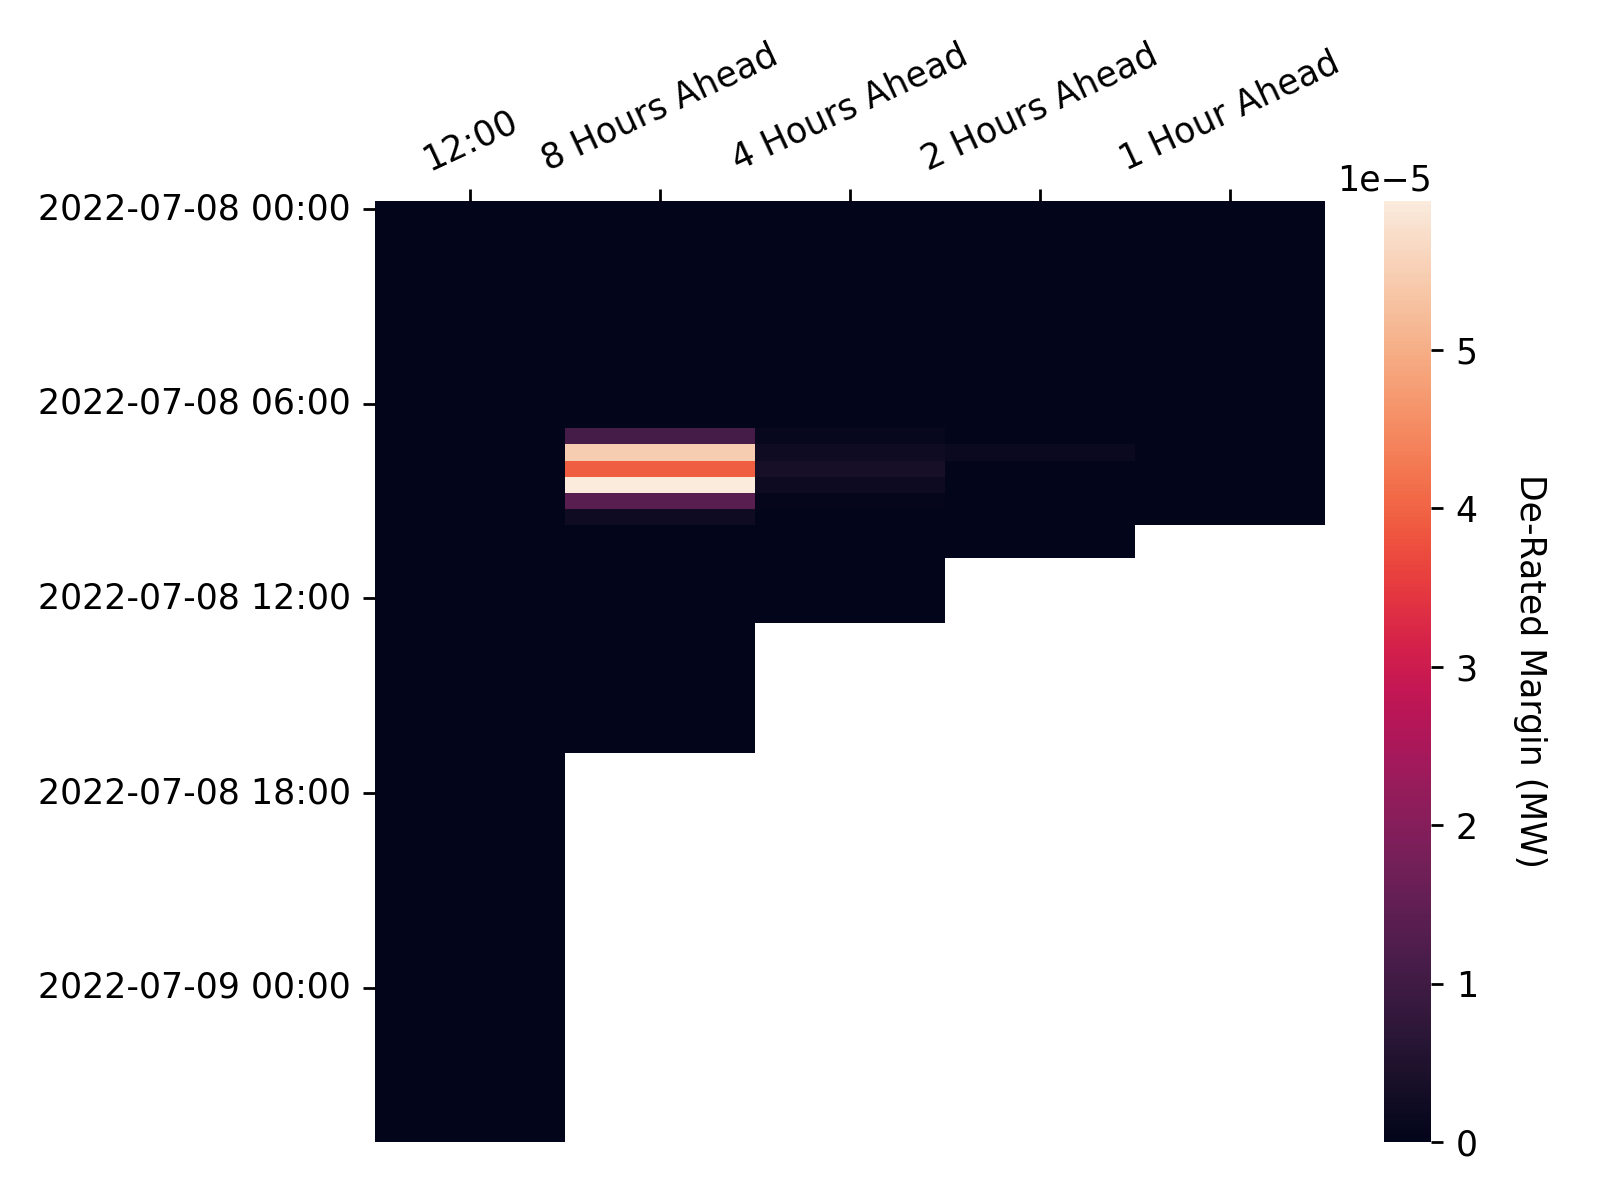 12:00
8 Hours Ahead
4 Hours Ahead
2 Hours Ahead
1 Hour Ahead
1e−5
2022-07-08 00:00
2022-07-08 06:00
2022-07-08 12:00
2022-07-08 18:00
2022-07-09 00:00
5
4
3
2
1
0
De-Rated Margin (MW)